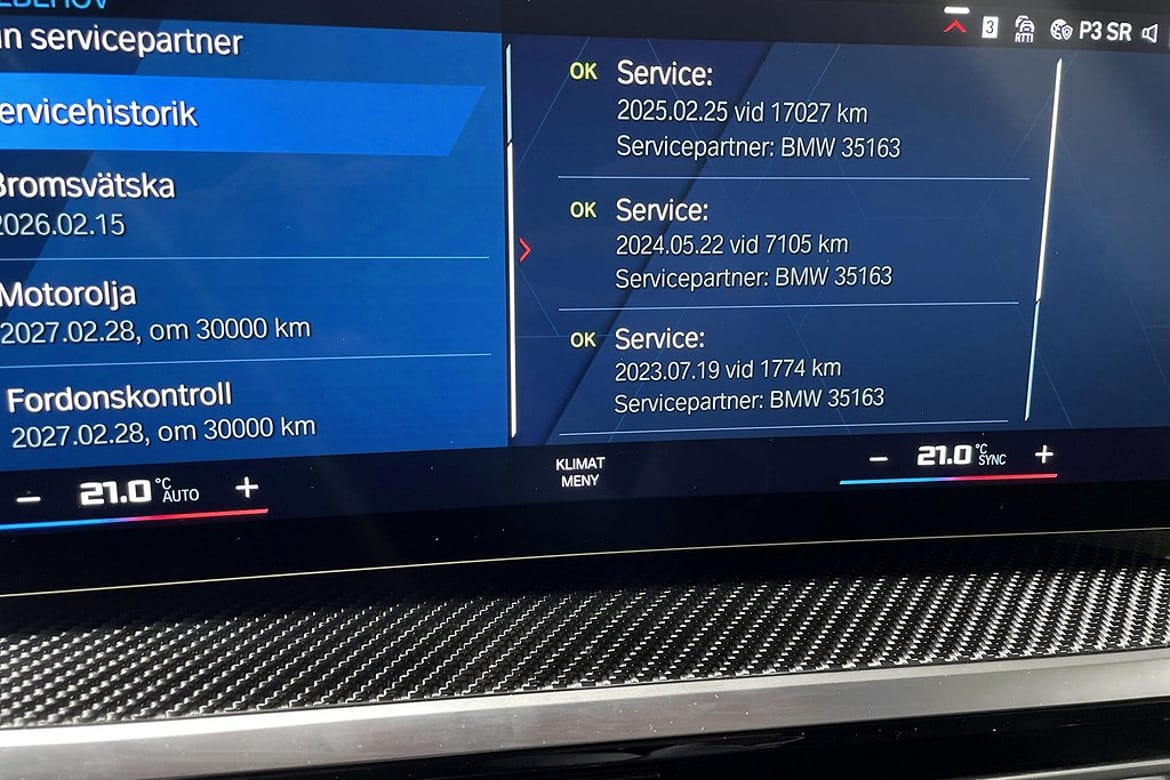 n servicepartner
ervicehistorik
Bromsvätska
2026.02.15
Motorolja
2027.02.28, om 30000 km
Fordonskontroll
2027.02.28, om 30000 km
3
RTTI
P3 SR
OK Service:
2025.02.25 vid 17027 km
Servicepartner: BMW 35163
OK Service:
2024.05.22 vid 7105 km
Servicepartner: BMW 35163
OK Service:
2023.07.19 vid 1774 km
Servicepartner: BMW 35163
− 21.0 °C AUTO +
KLIMAT
MENY
− 21.0 °C SYNC +